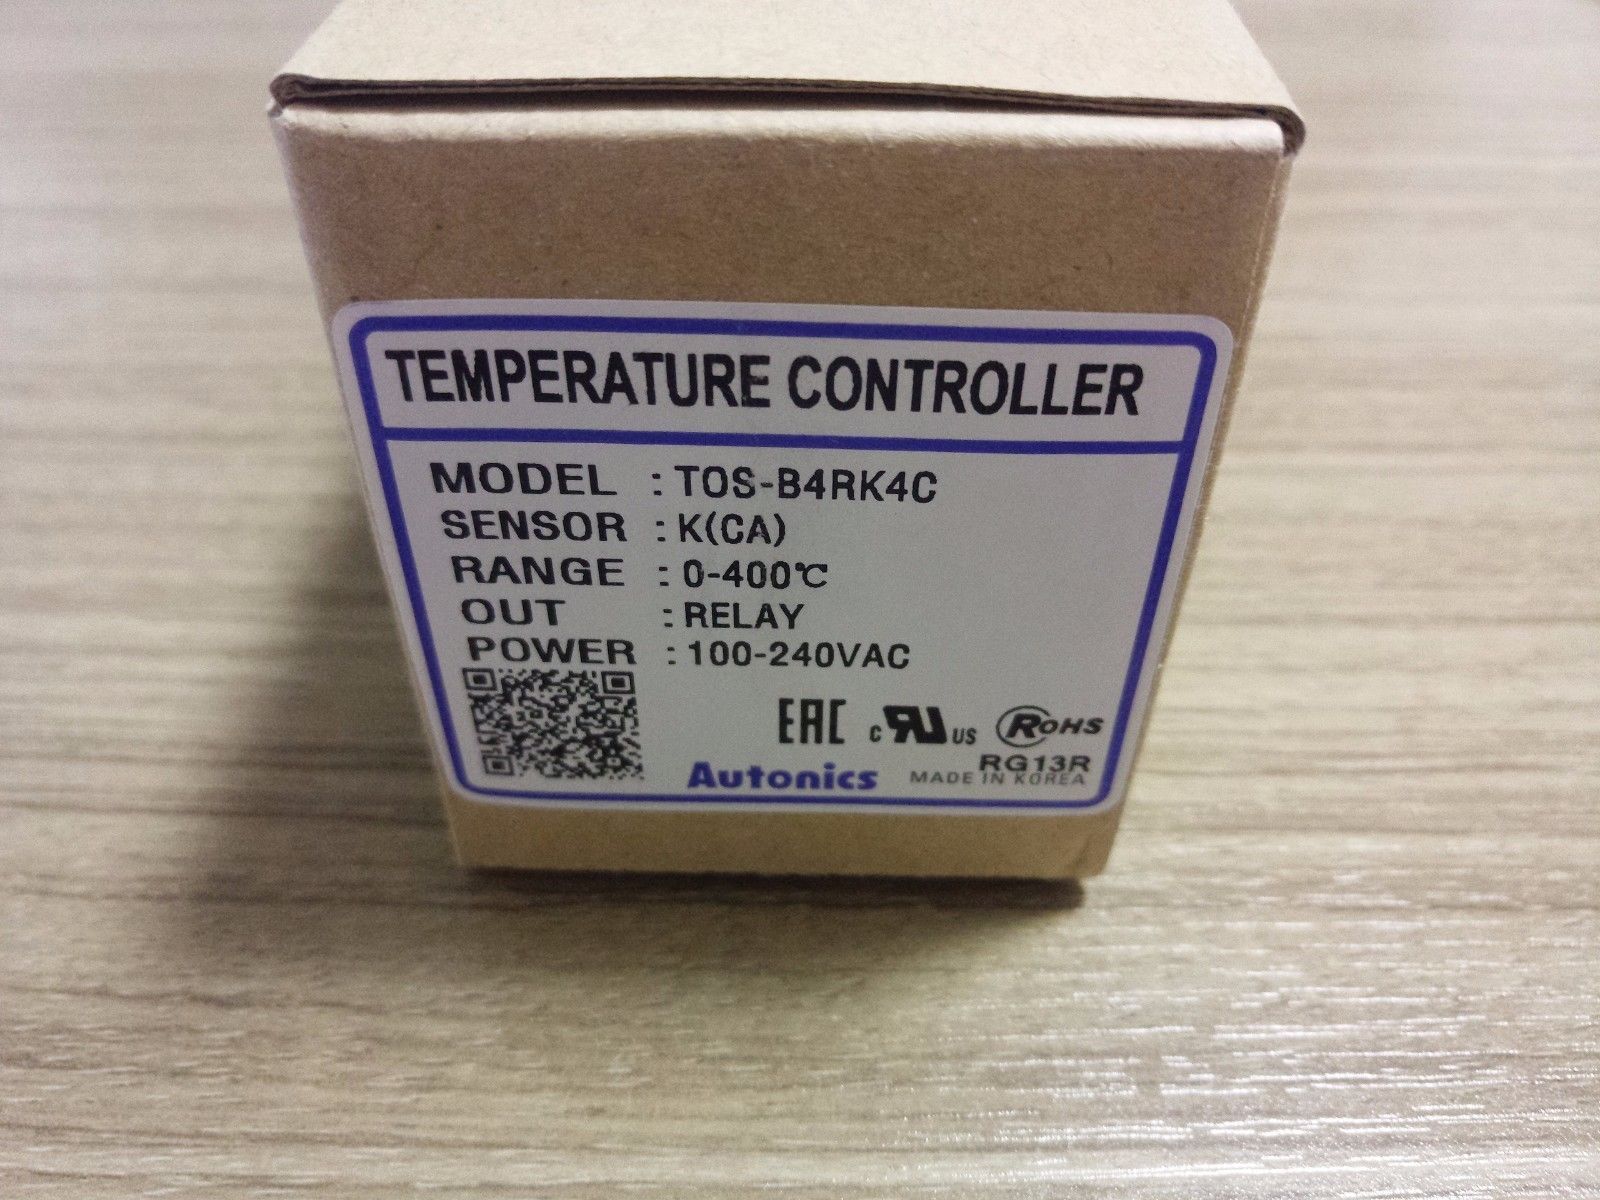 TEMPERATURE CONTROLLER
MODEL : TOS-B4RK4C
SENSOR : K(CA)
RANGE : 0-400℃
OUT : RELAY
POWER : 100-240VAC
EAC c RU US RoHS
RG13R
Autonics MADE IN KOREA